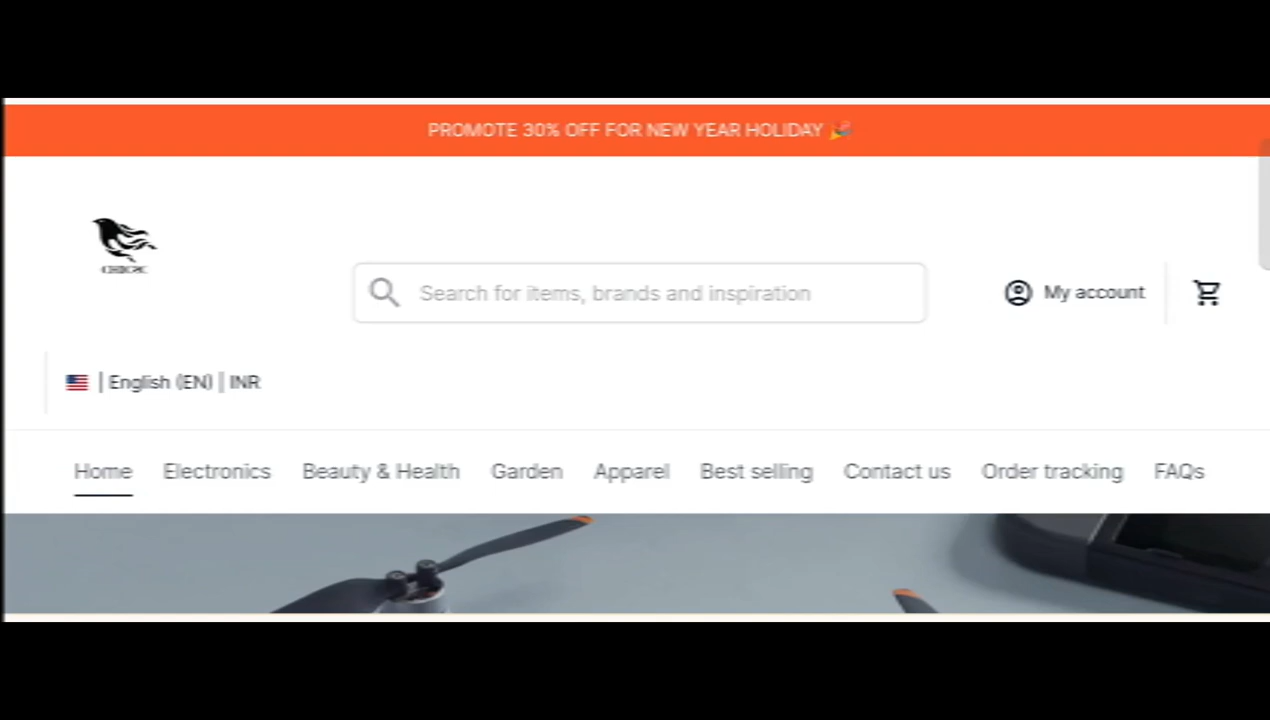 PROMOTE 30% OFF FOR NEW YEAR HOLIDAY 🎉
Search for items, brands and inspiration
My account
| English (EN) | INR
Home Electronics Beauty & Health Garden Apparel Best selling Contact us Order tracking FAQs